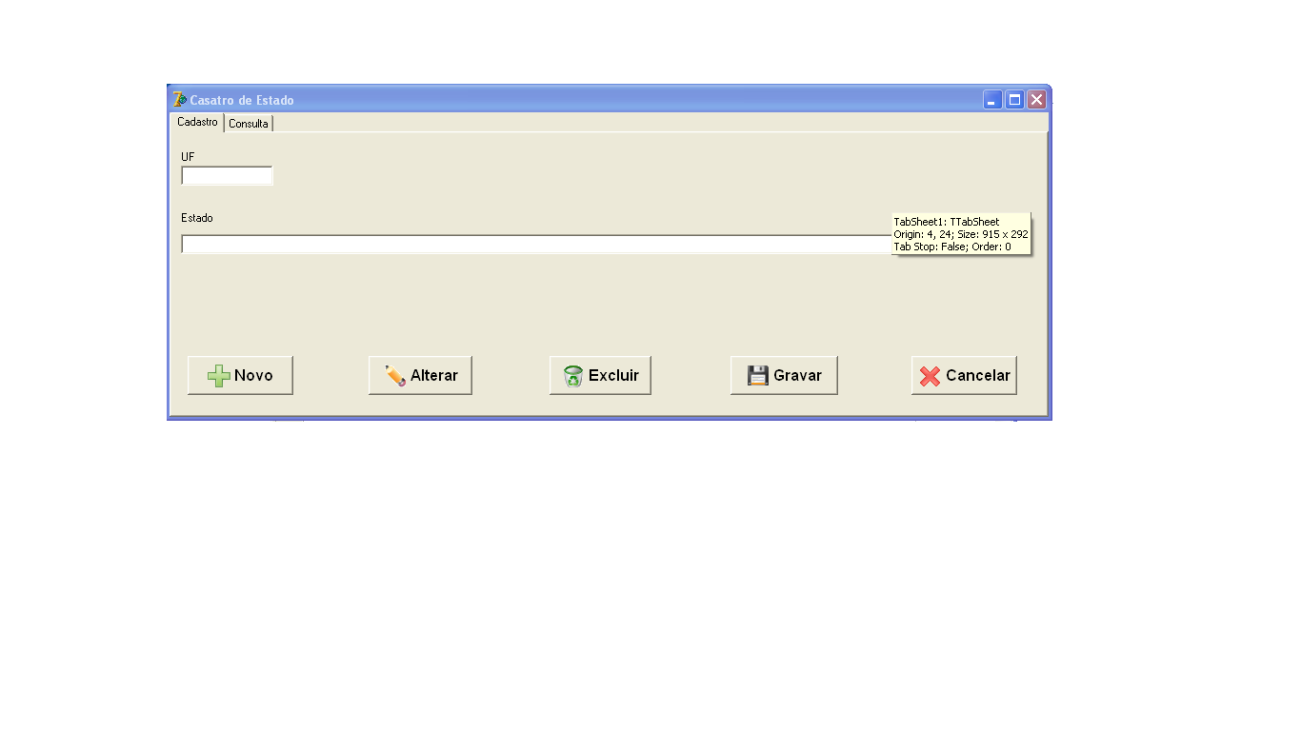 Casatro de Estado
Cadastro Consulta
UF
Estado
TabSheet1: TTabSheet
Origin: 4, 24; Size: 915 x 292
Tab Stop: False; Order: 0
Novo Alterar Excluir Gravar Cancelar